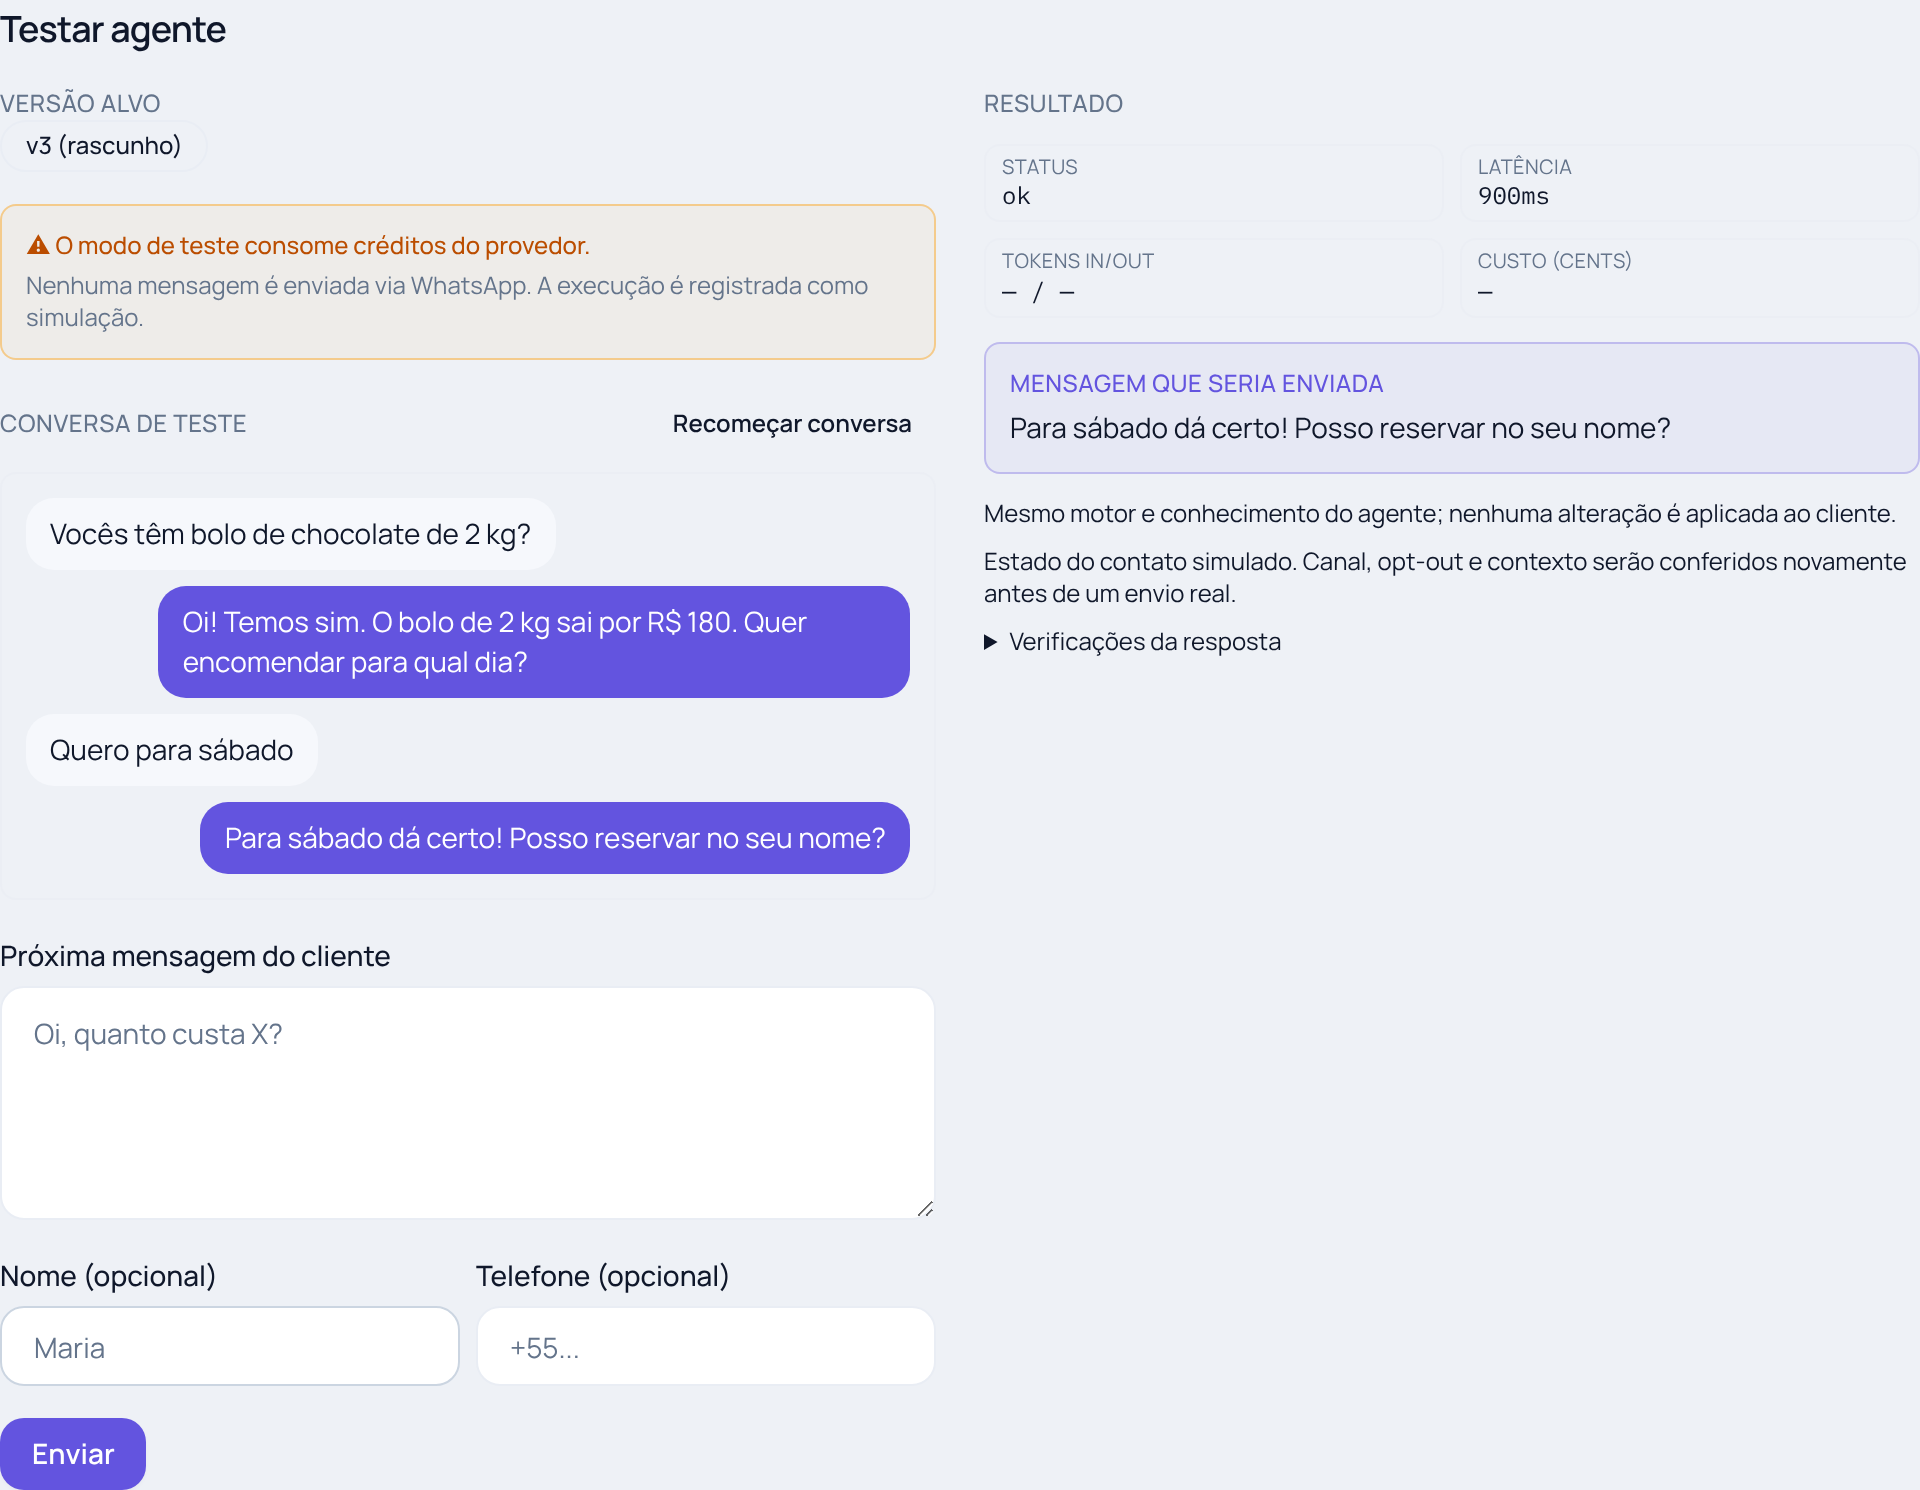 Testar agente
VERSÃO ALVO
v3 (rascunho)
⚠ O modo de teste consome créditos do provedor.
Nenhuma mensagem é enviada via WhatsApp. A execução é registrada como
simulação.
CONVERSA DE TESTE
Recomeçar conversa
Vocês têm bolo de chocolate de 2 kg?
Oi! Temos sim. O bolo de 2 kg sai por R$ 180. Quer
encomendar para qual dia?
Quero para sábado
Para sábado dá certo! Posso reservar no seu nome?
Próxima mensagem do cliente
Oi, quanto custa X?
Nome (opcional)
Maria
Telefone (opcional)
+55...
Enviar
RESULTADO
STATUS
ok
LATÊNCIA
900ms
TOKENS IN/OUT
— / —
CUSTO (CENTS)
—
MENSAGEM QUE SERIA ENVIADA
Para sábado dá certo! Posso reservar no seu nome?
Mesmo motor e conhecimento do agente; nenhuma alteração é aplicada ao cliente.
Estado do contato simulado. Canal, opt-out e contexto serão conferidos novamente
antes de um envio real.
▶ Verificações da resposta